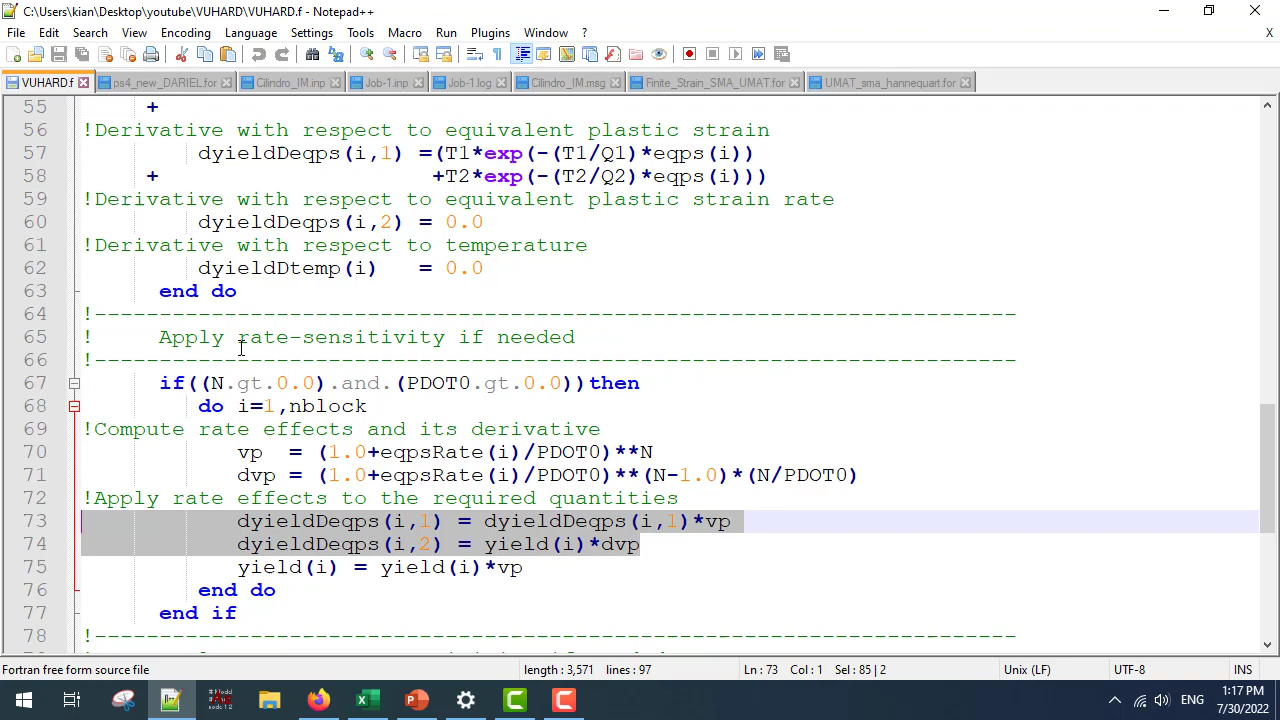 C:\Users\kian\Desktop\youtube\VUHARD\VUHARD.f - Notepad++
File Edit Search View Encoding Language Settings Tools Macro Run Plugins Window ? X
VUHARD.f ps4_new_DARIEL.for Cilindro_IM.inp Job-1.inp Job-1.log Cilindro_IM.msg Finite_Strain_SMA_UMAT.for UMAT_sma_hannequart.for
55 +
56 !Derivative with respect to equivalent plastic strain
57 dyieldDeqps(i,1) =(T1*exp(-(T1/Q1)*eqps(i))
58 + +T2*exp(-(T2/Q2)*eqps(i)))
59 !Derivative with respect to equivalent plastic strain rate
60 dyieldDeqps(i,2) = 0.0
61 !Derivative with respect to temperature
62 dyieldDtemp(i) = 0.0
63 end do
64 !-----------------------------------------------------------------------
65 ! Apply rate-sensitivity if needed
66 !-----------------------------------------------------------------------
67 if((N.gt.0.0).and.(PDOT0.gt.0.0))then
68 do i=1,nblock
69 !Compute rate effects and its derivative
70 vp = (1.0+eqpsRate(i)/PDOT0)**N
71 dvp = (1.0+eqpsRate(i)/PDOT0)**(N-1.0)*(N/PDOT0)
72 !Apply rate effects to the required quantities
73 dyieldDeqps(i,1) = dyieldDeqps(i,1)*vp
74 dyieldDeqps(i,2) = yield(i)*dvp
75 yield(i) = yield(i)*vp
76 end do
77 end if
78 !-----------------------------------------------------------------------
Fortran free form source file length : 3,571 lines : 97 Ln : 73 Col : 1 Sel : 85 | 2 Unix (LF) UTF-8 INS
ENG 1:17 PM
7/30/2022